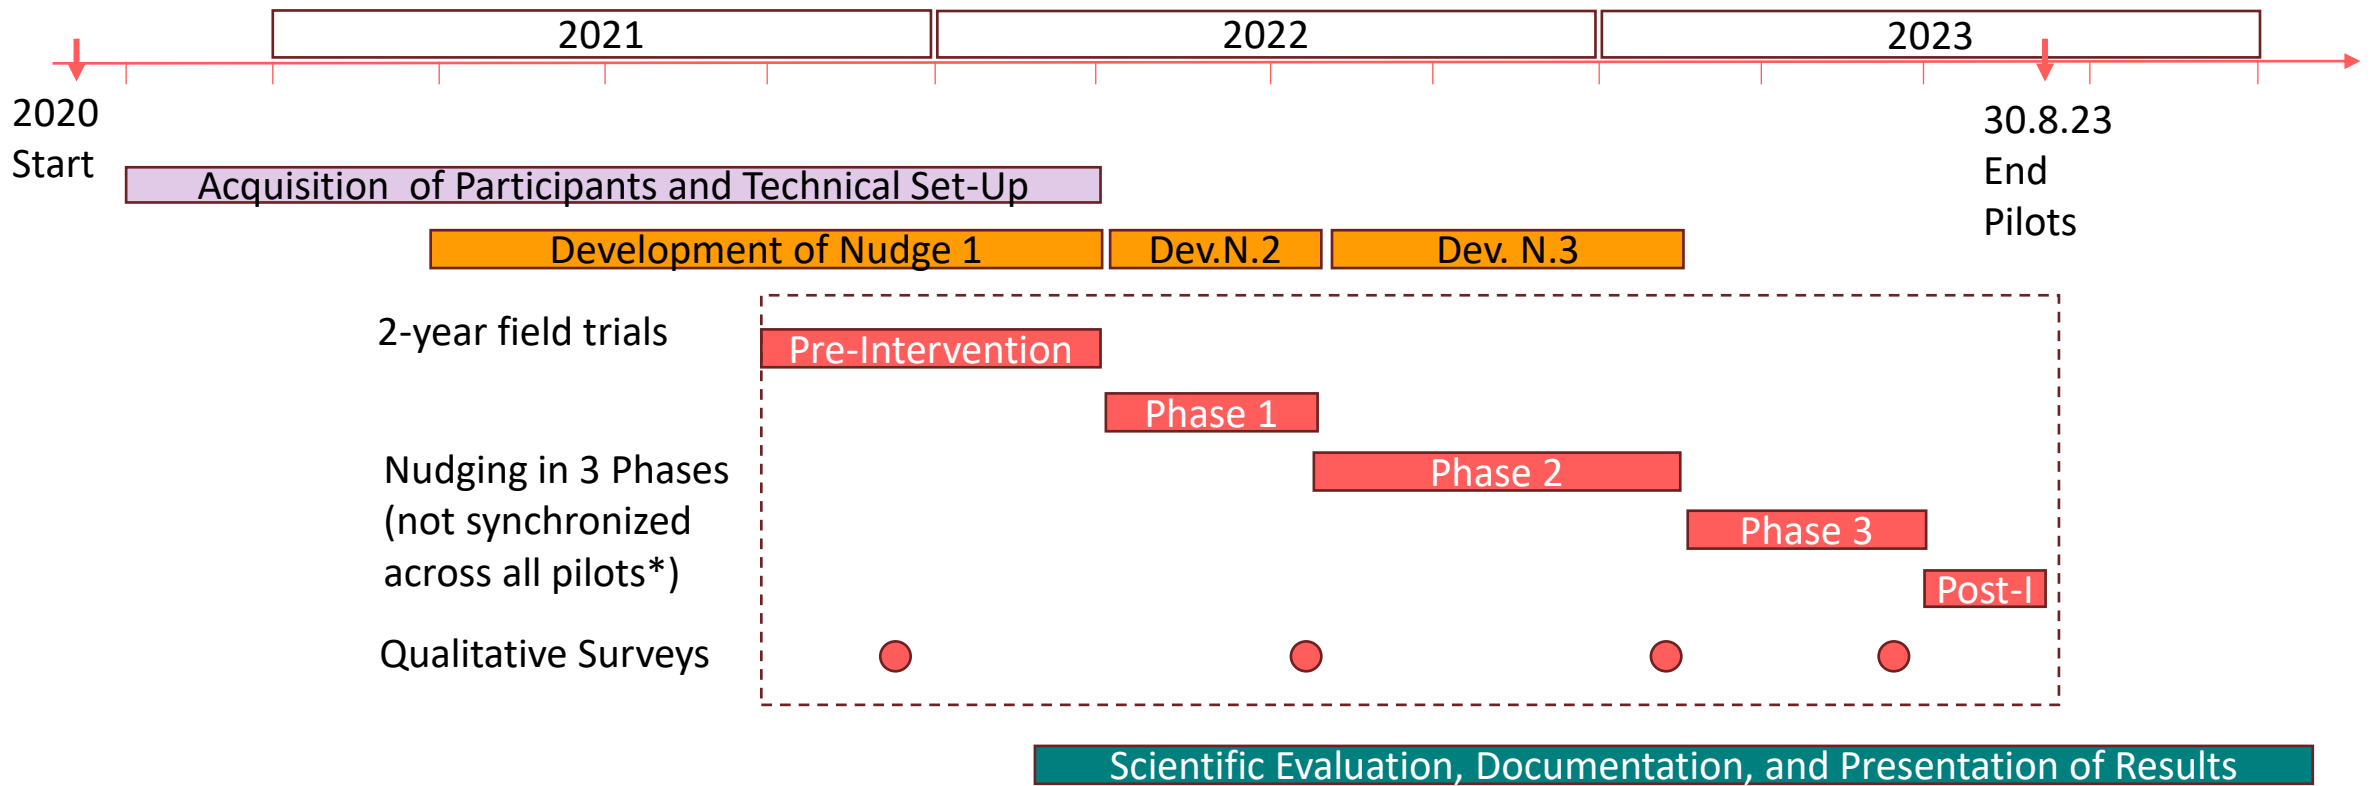 2021
2022
2023
2020
Start
30.8.23
End
Pilots
Acquisition of Participants and Technical Set-Up
Development of Nudge 1
Dev.N.2
Dev. N.3
2-year field trials
Pre-Intervention
Phase 1
Nudging in 3 Phases
(not synchronized
across all pilots*)
Phase 2
Phase 3
Post-I
Qualitative Surveys
Scientific Evaluation, Documentation, and Presentation of Results